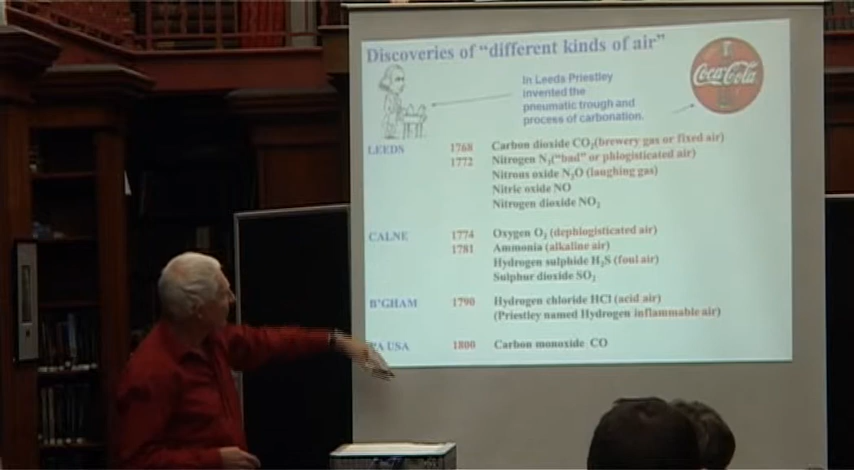 Discoveries of "different kinds of air"
In Leeds Priestley
invented the
pneumatic trough and
process of carbonation.
Coca-Cola
LEEDS 1768 Carbon dioxide CO₂(brewery gas or fixed air)
1772 Nitrogen N₂("bad" or phlogisticated air)
Nitrous oxide N₂O (laughing gas)
Nitric oxide NO
Nitrogen dioxide NO₂
CALNE 1774 Oxygen O₂ (dephlogisticated air)
1781 Ammonia (alkaline air)
Hydrogen sulphide H₂S (foul air)
Sulphur dioxide SO₂
B'GHAM 1790 Hydrogen chloride HCl (acid air)
(Priestley named Hydrogen inflammable air)
USA 1800 Carbon monoxide CO